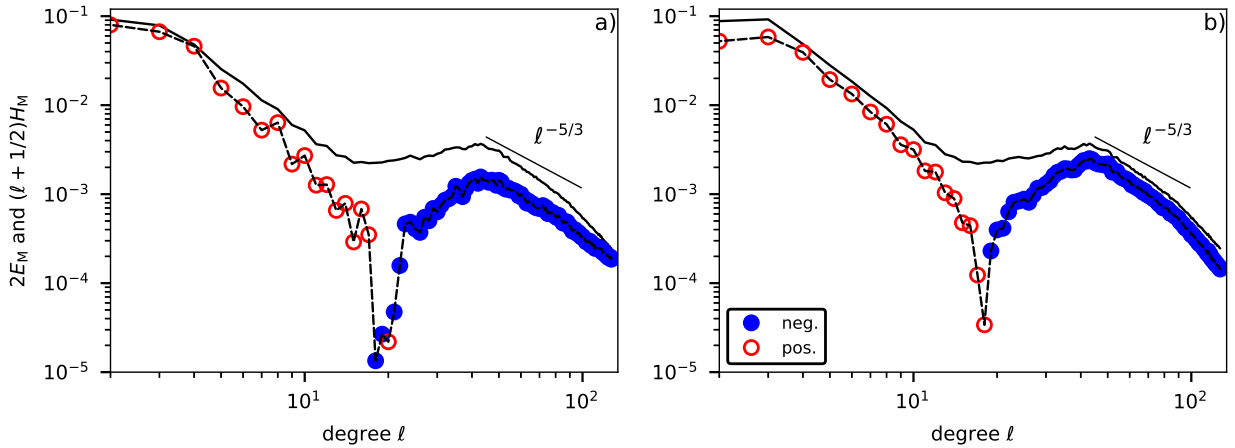 a)
2E_M and (ℓ + 1/2)H_M
10^{-1}
10^{-2}
10^{-3}
10^{-4}
10^{-5}
ℓ^{-5/3}
10^1
10^2
degree ℓ
b)
10^{-1}
10^{-2}
10^{-3}
10^{-4}
10^{-5}
ℓ^{-5/3}
neg.
pos.
10^1
10^2
degree ℓ